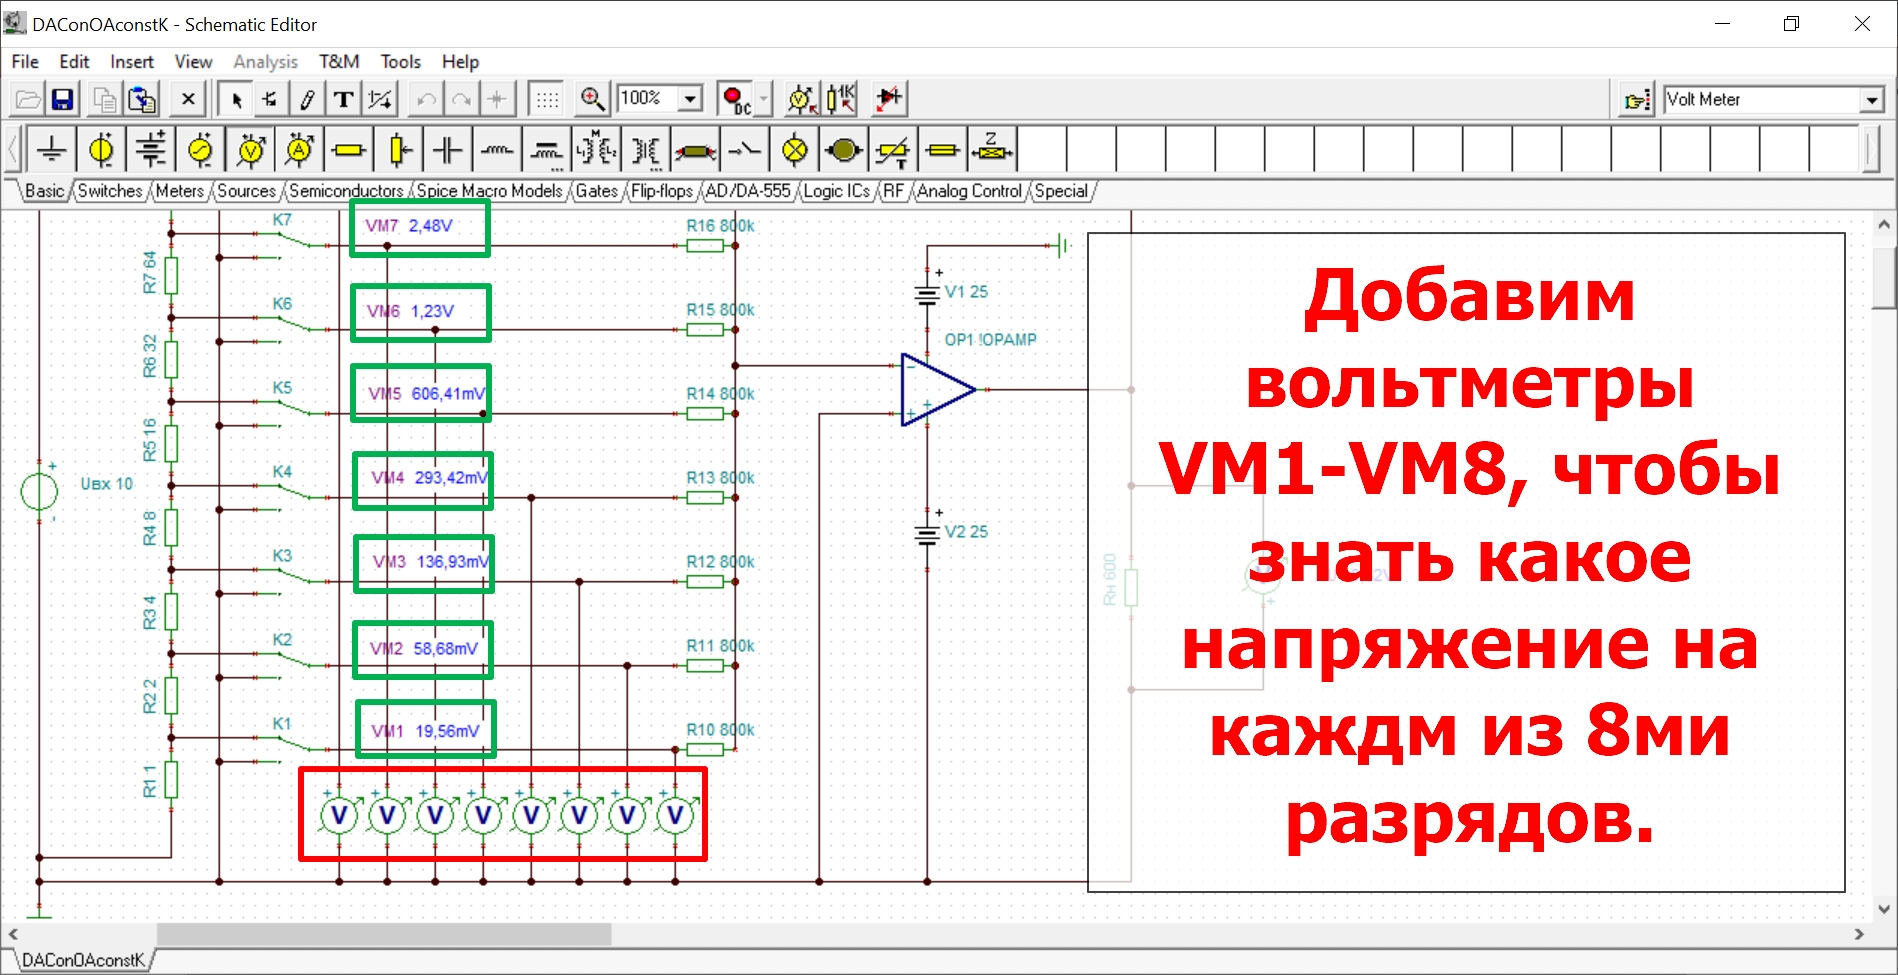 DAConOAconstK - Schematic Editor
File Edit Insert View Analysis T&M Tools Help
100% DC 1K Volt Meter
Basic Switches Meters Sources Semiconductors Spice Macro Models Gates Flip-flops AD/DA-555 Logic ICs RF Analog Control Special
K7 VM7 2,48V R16 800k
R7 64
K6 VM6 1,23V R15 800k
V1 25
R6 32
OP1 !OPAMP
K5 VM5 606,41mV R14 800k
R5 16
K4 VM4 293,42mV R13 800k
Uвх 10
R4 8
V2 25
K3 VM3 136,93mV R12 800k
Rн 600
R3 4
K2 VM2 58,68mV R11 800k
R2 2
K1 VM1 19,56mV R10 800k
R1 1
V V V V V V V V
Добавим
вольтметры
VM1-VM8, чтобы
знать какое
напряжение на
каждм из 8ми
разрядов.
DAConOAconstK